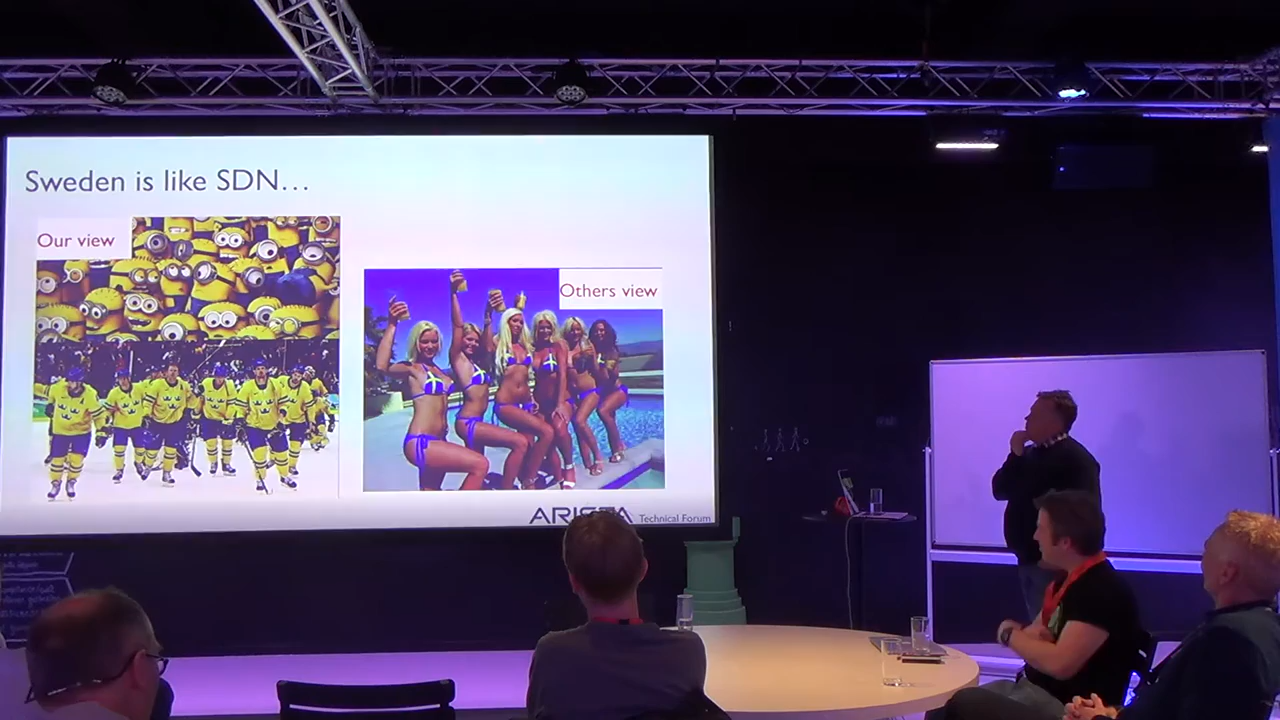 Sweden is like SDN…
Our view
Others view
ARISTA Technical Forum